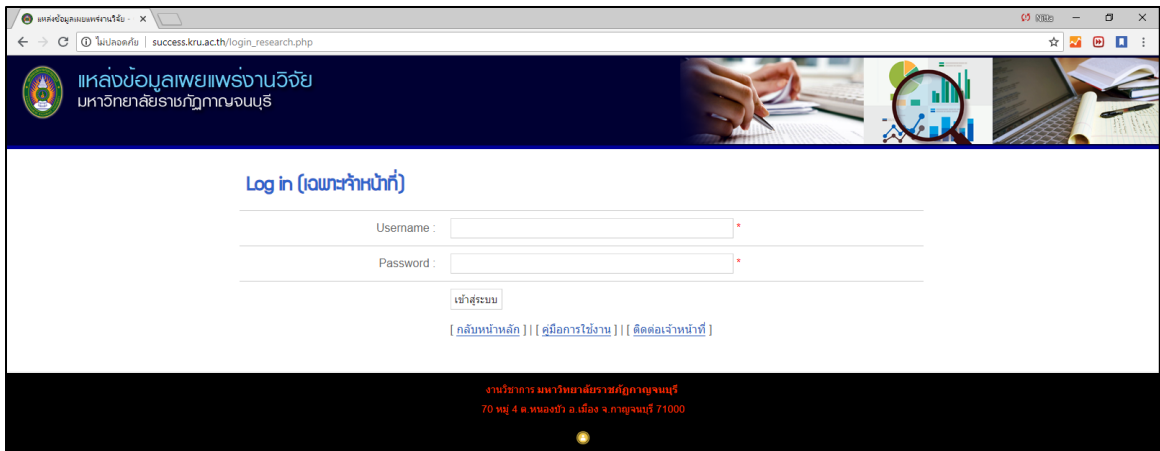 แหล่งข้อมูลเผยแพร่งานวิจัย -
ไม่ปลอดภัย | success.kru.ac.th/login_research.php
แหล่งข้อมูลเผยแพร่งานวิจัย
มหาวิทยาลัยราชภัฏกาญจนบุรี
Log in (เฉพาะเจ้าหน้าที่)
Username : *
Password : *
เข้าสู่ระบบ
[ กลับหน้าหลัก ] | [ คู่มือการใช้งาน ] | [ ติดต่อเจ้าหน้าที่ ]
งานวิชาการ มหาวิทยาลัยราชภัฏกาญจนบุรี
70 หมู่ 4 ต.หนองบัว อ.เมือง จ.กาญจนบุรี 71000